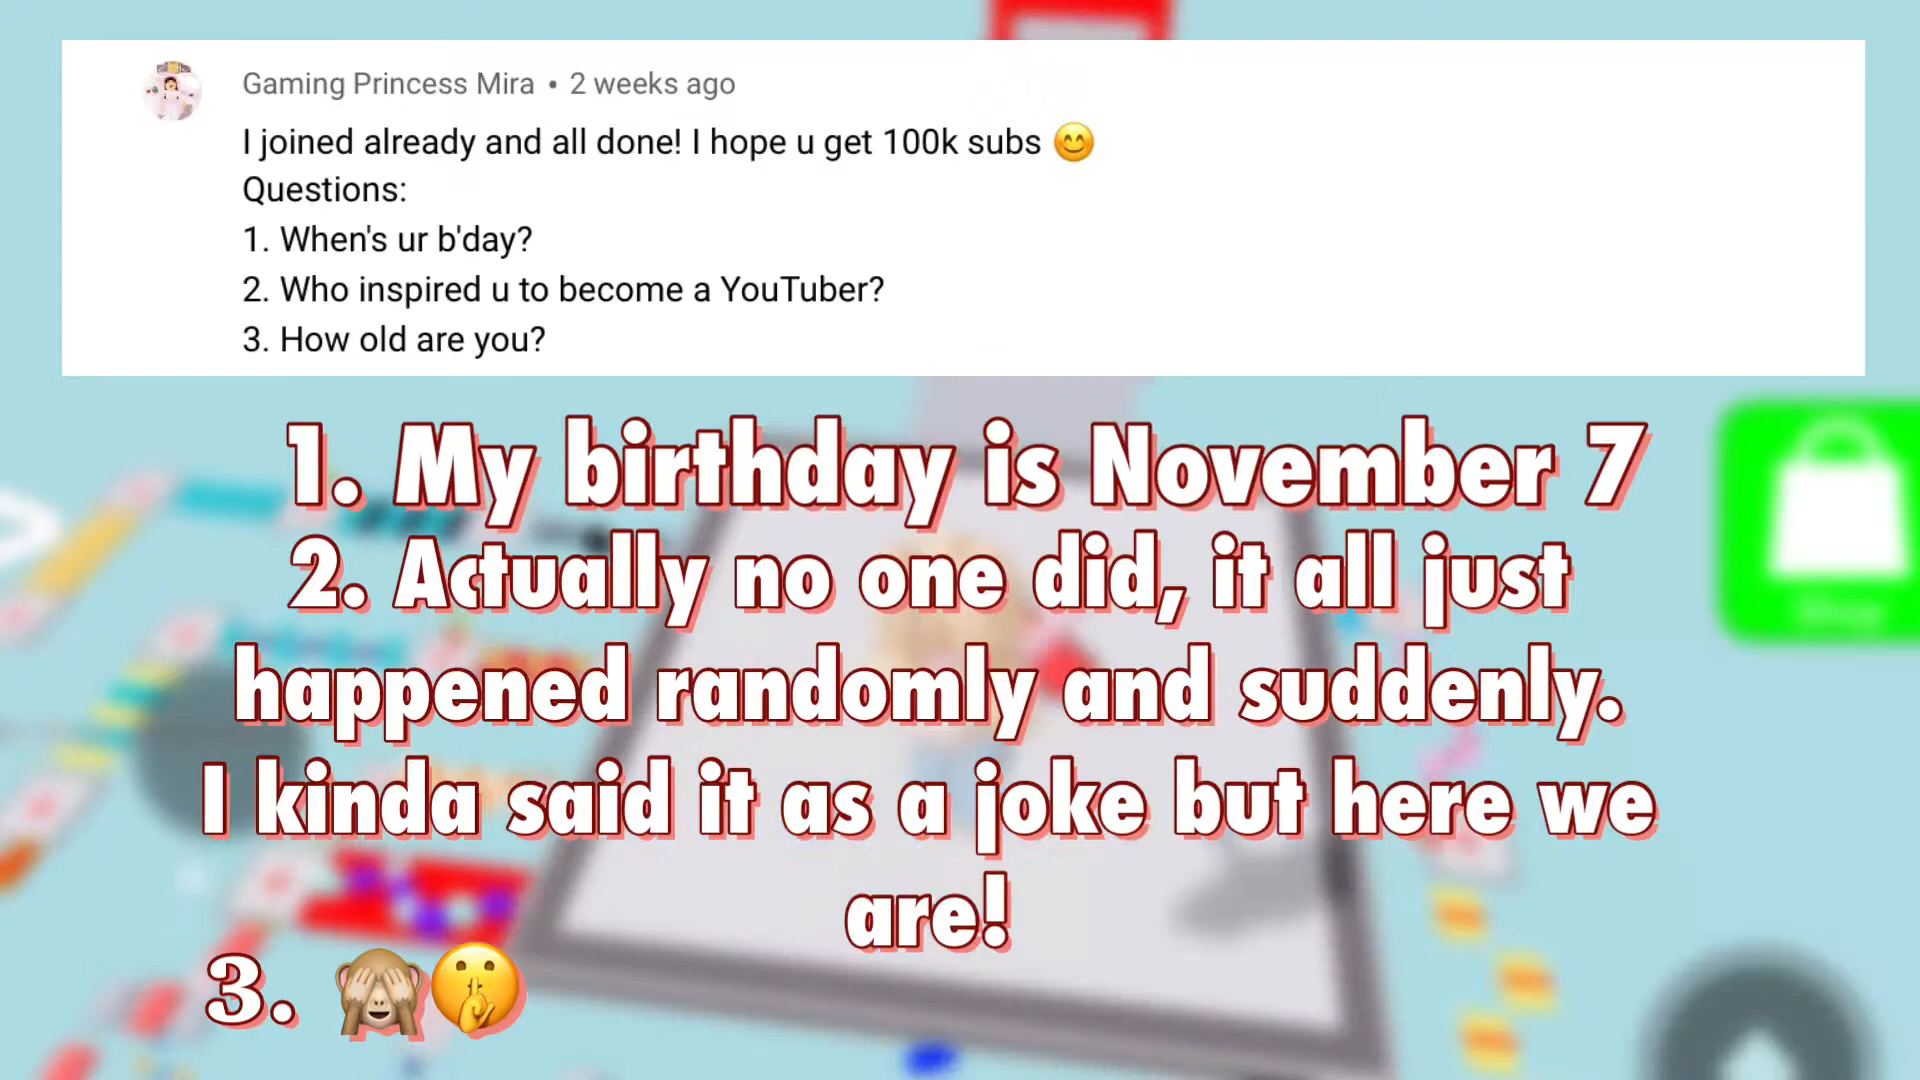 Gaming Princess Mira • 2 weeks ago
I joined already and all done! I hope u get 100k subs 😊
Questions:
1. When's ur b'day?
2. Who inspired u to become a YouTuber?
3. How old are you?
1. My birthday is November 7
2. Actually no one did, it all just
happened randomly and suddenly.
I kinda said it as a joke but here we
are!
3. 🙈🤫